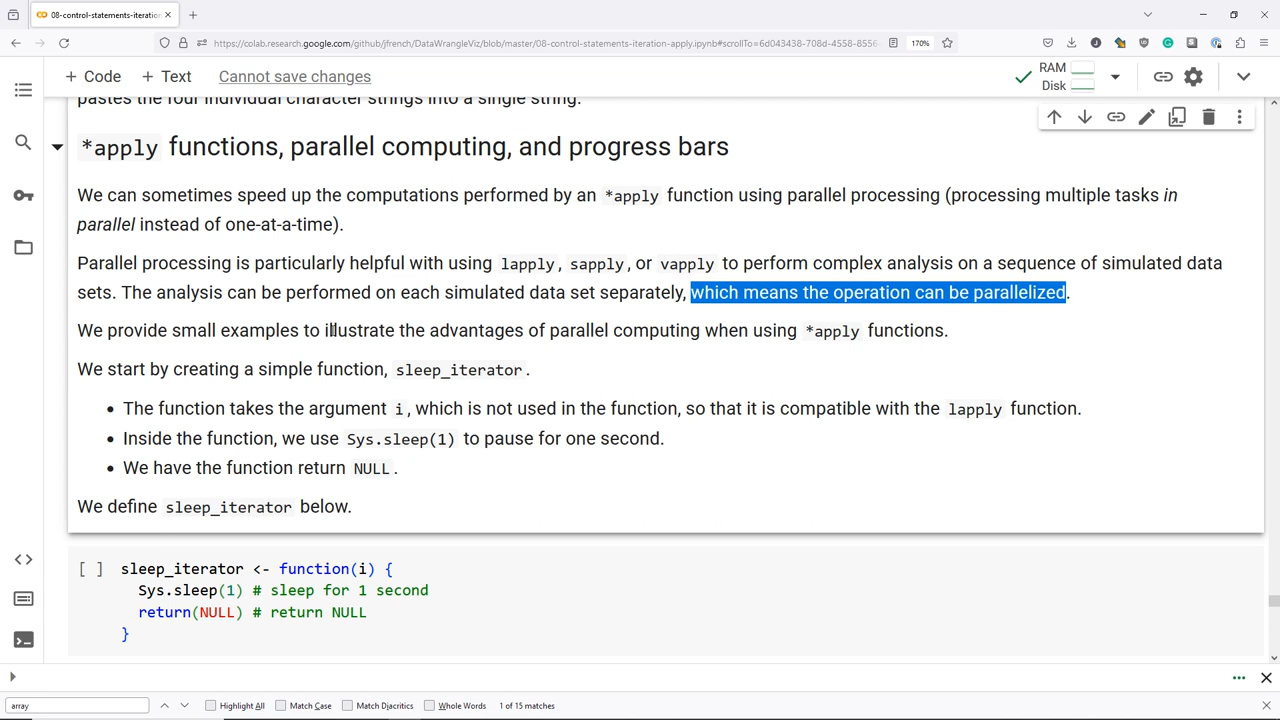 08-control-statements-iteration
https://colab.research.google.com/github/jfrench/DataWrangleViz/blob/master/08-control-statements-iteration-apply.ipynb#scrollTo=6d043438-708d-4558-8556
170%
+ Code + Text Cannot save changes
RAM
Disk
pastes the four individual character strings into a single string.
*apply functions, parallel computing, and progress bars
We can sometimes speed up the computations performed by an *apply function using parallel processing (processing multiple tasks in
parallel instead of one-at-a-time).
Parallel processing is particularly helpful with using lapply, sapply, or vapply to perform complex analysis on a sequence of simulated data
sets. The analysis can be performed on each simulated data set separately, which means the operation can be parallelized.
We provide small examples to illustrate the advantages of parallel computing when using *apply functions.
We start by creating a simple function, sleep_iterator.
• The function takes the argument i, which is not used in the function, so that it is compatible with the lapply function.
• Inside the function, we use Sys.sleep(1) to pause for one second.
• We have the function return NULL.
We define sleep_iterator below.
[ ] sleep_iterator <- function(i) {
Sys.sleep(1) # sleep for 1 second
return(NULL) # return NULL
}
array
Highlight All Match Case Match Diacritics Whole Words 1 of 15 matches